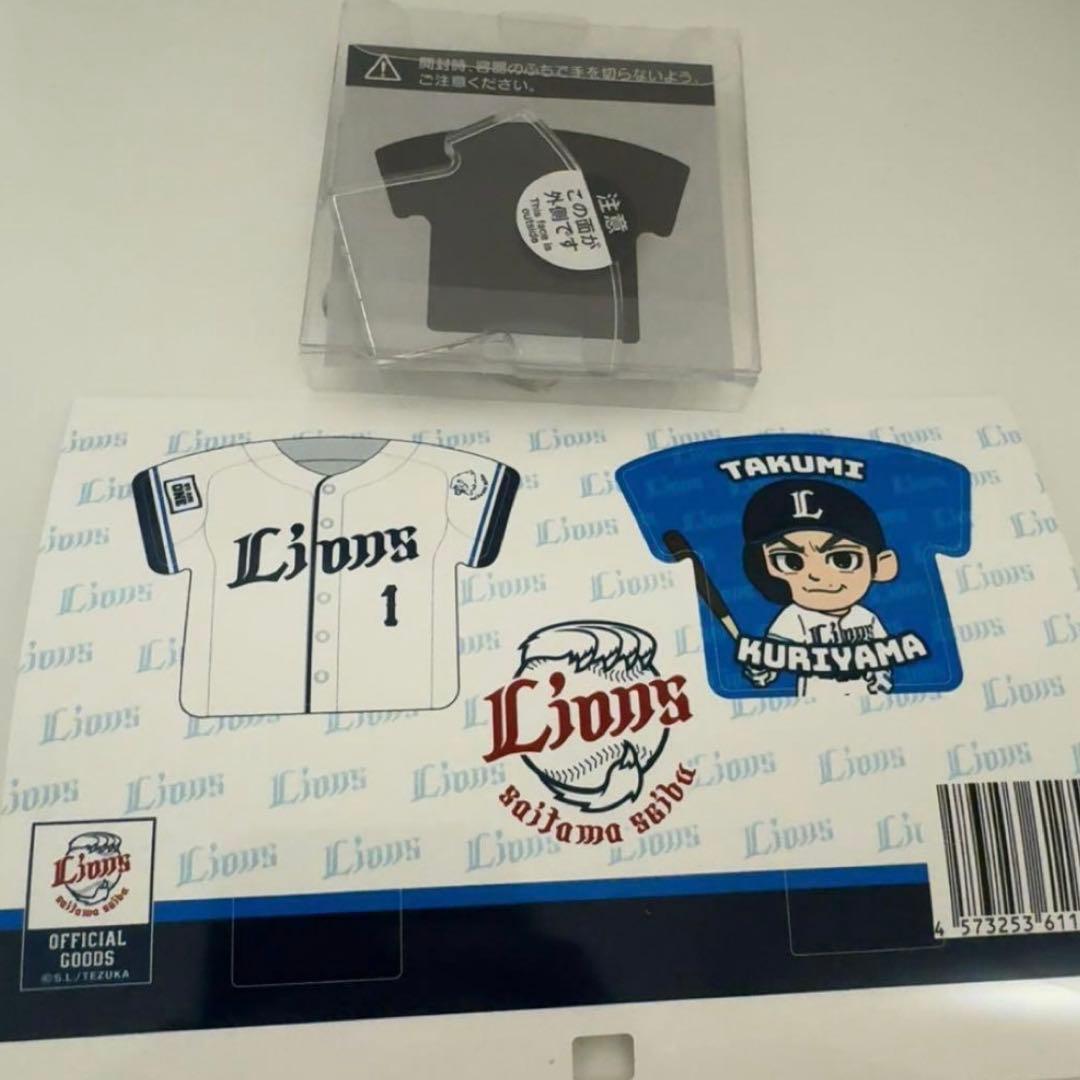 開封時、容器のふちで手を切らないよう、
ご注意ください。
注意
この面が
外側です
This face is
outside
Lions
1
TAKUMI
L
Lions
KURIYAMA
Lions
saitama seibu
Lions
saitama seibu
OFFICIAL
GOODS
©S.L./TEZUKA
4 573253 611